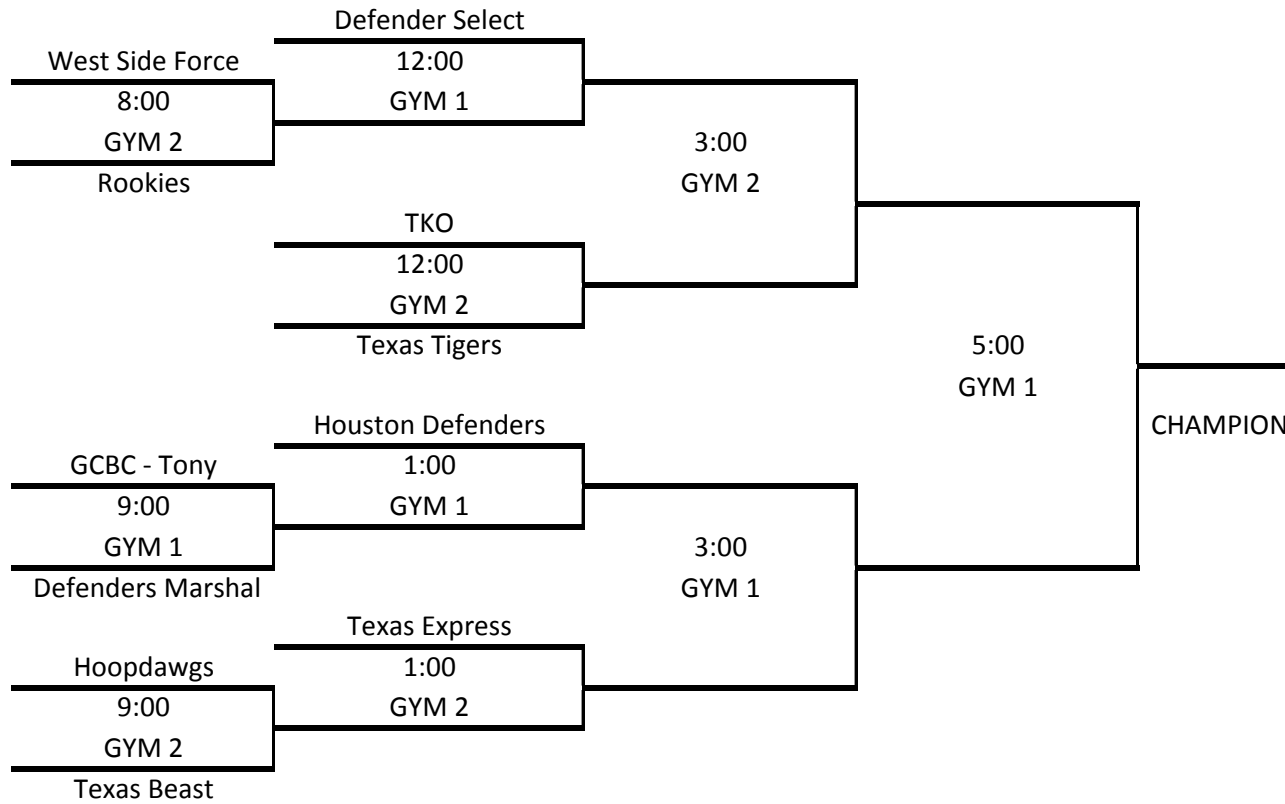 Defender Select
West Side Force
12:00
8:00
GYM 1
GYM 2
3:00
Rookies
GYM 2
TKO
12:00
GYM 2
Texas Tigers
5:00
GYM 1
Houston Defenders
CHAMPION
GCBC - Tony
1:00
9:00
GYM 1
GYM 1
3:00
Defenders Marshal
GYM 1
Texas Express
Hoopdawgs
1:00
9:00
GYM 2
GYM 2
Texas Beast